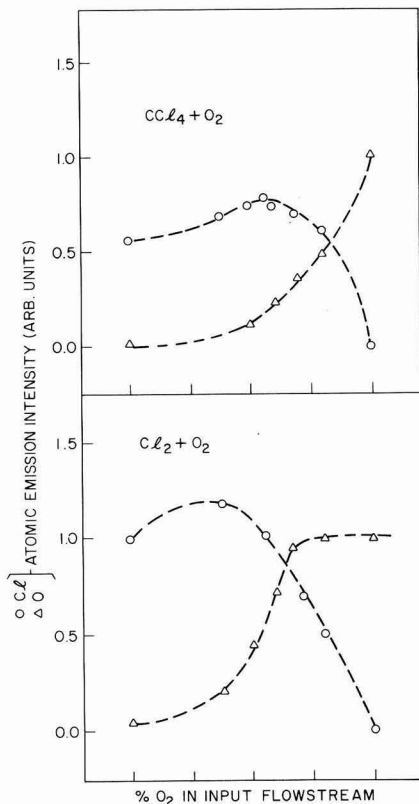 1.5
CCℓ4 + O2
1.0
0.5
0.0
1.5
Cℓ2 + O2
1.0
0.5
0.0
○ Cℓ
△ O
} ATOMIC EMISSION INTENSITY (ARB. UNITS)
% O2 IN INPUT FLOWSTREAM